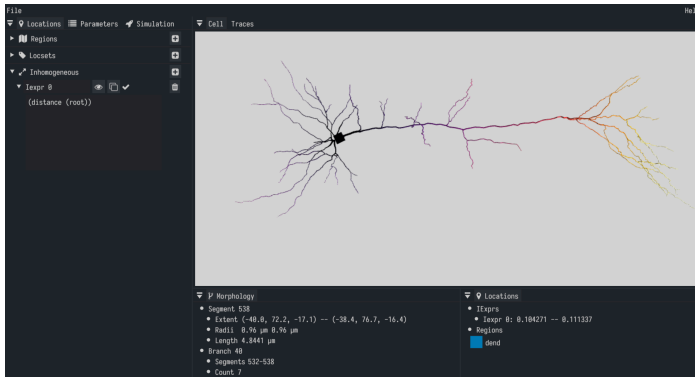 File
Hel
Locations Parameters Simulation
Regions
Locsets
Inhomogeneous
Iexpr 0
(distance (root))
Cell Traces
Morphology
Segment 538
Extent (-40.0, 72.2, -17.1) -- (-38.4, 76.7, -16.4)
Radii 0.96 µm 0.96 µm
Length 4.8441 µm
Branch 40
Segments 532-538
Count 7
Locations
IExprs
Iexpr 0: 0.104271 -- 0.111337
Regions
dend